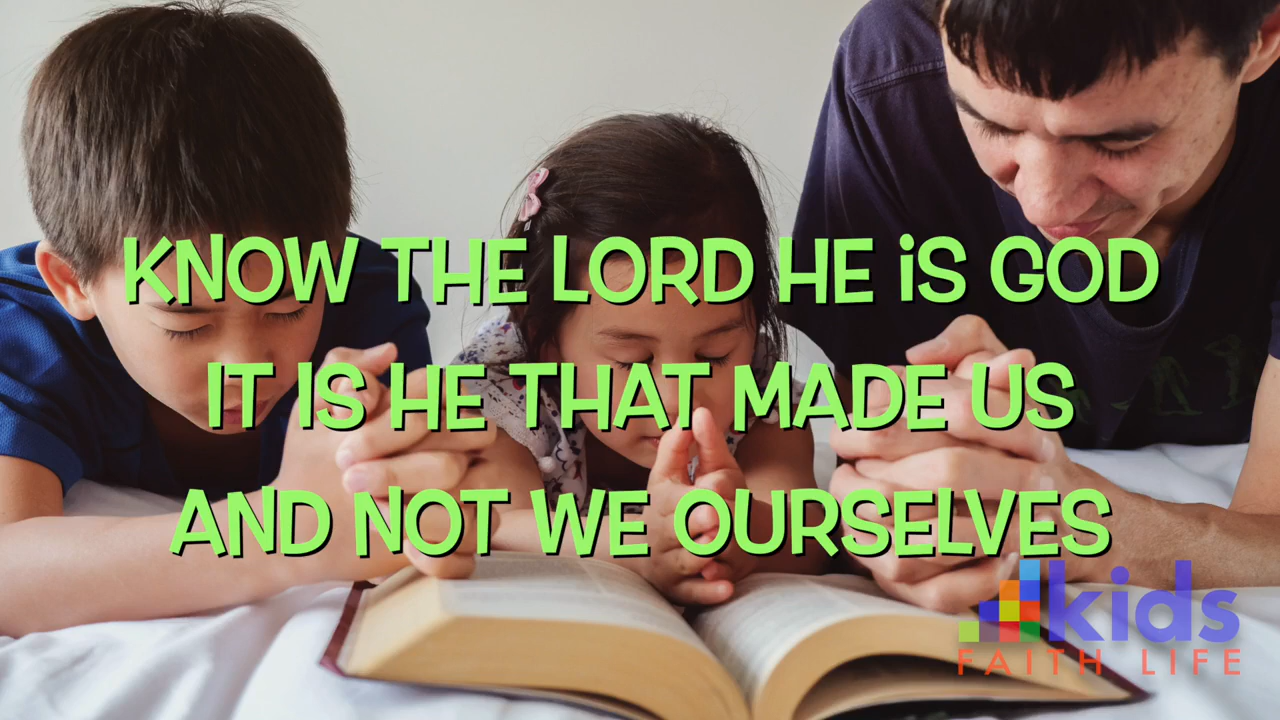 KNOW THE LORD HE iS GOD
IT IS HE THAT MADE US
AND NOT WE OURSELVES
kids
FAITH LIFE